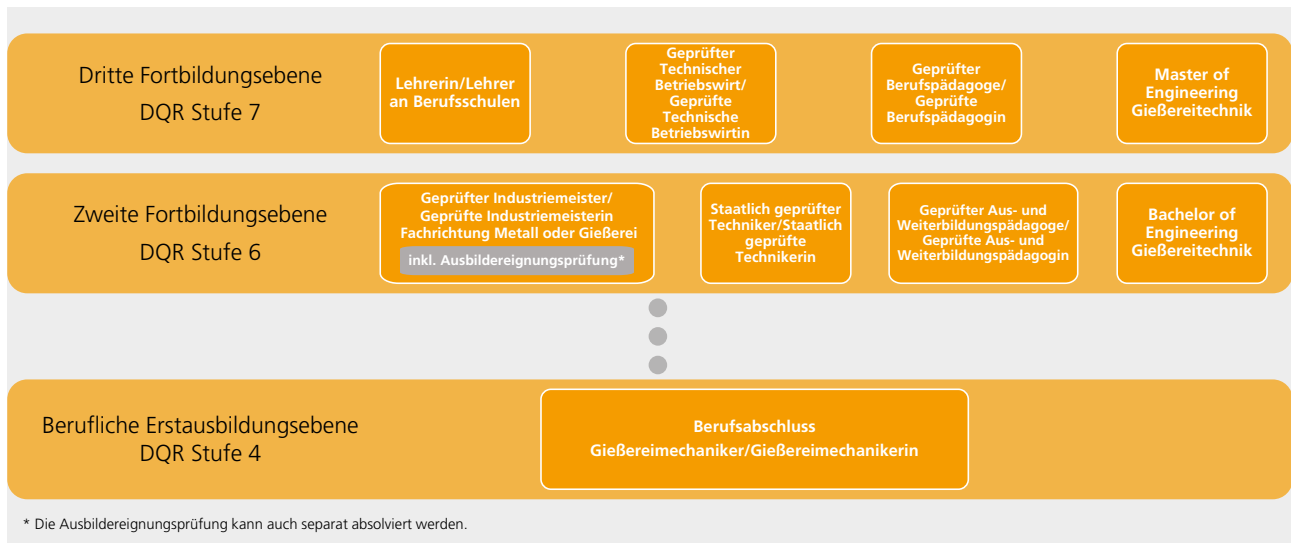 Dritte Fortbildungsebene
DQR Stufe 7
Lehrerin/Lehrer
an Berufsschulen
Geprüfter
Technischer
Betriebswirt/
Geprüfte
Technische
Betriebswirtin
Geprüfter
Berufspädagoge/
Geprüfte
Berufspädagogin
Master of
Engineering
Gießereitechnik
Zweite Fortbildungsebene
DQR Stufe 6
Geprüfter Industriemeister/
Geprüfte Industriemeisterin
Fachrichtung Metall oder Gießerei
inkl. Ausbildereignungsprüfung*
Staatlich geprüfter
Techniker/Staatlich
geprüfte
Technikerin
Geprüfter Aus- und
Weiterbildungspädagoge/
Geprüfte Aus- und
Weiterbildungspädagogin
Bachelor of
Engineering
Gießereitechnik
Berufliche Erstausbildungsebene
DQR Stufe 4
Berufsabschluss
Gießereimechaniker/Gießereimechanikerin
* Die Ausbildereignungsprüfung kann auch separat absolviert werden.